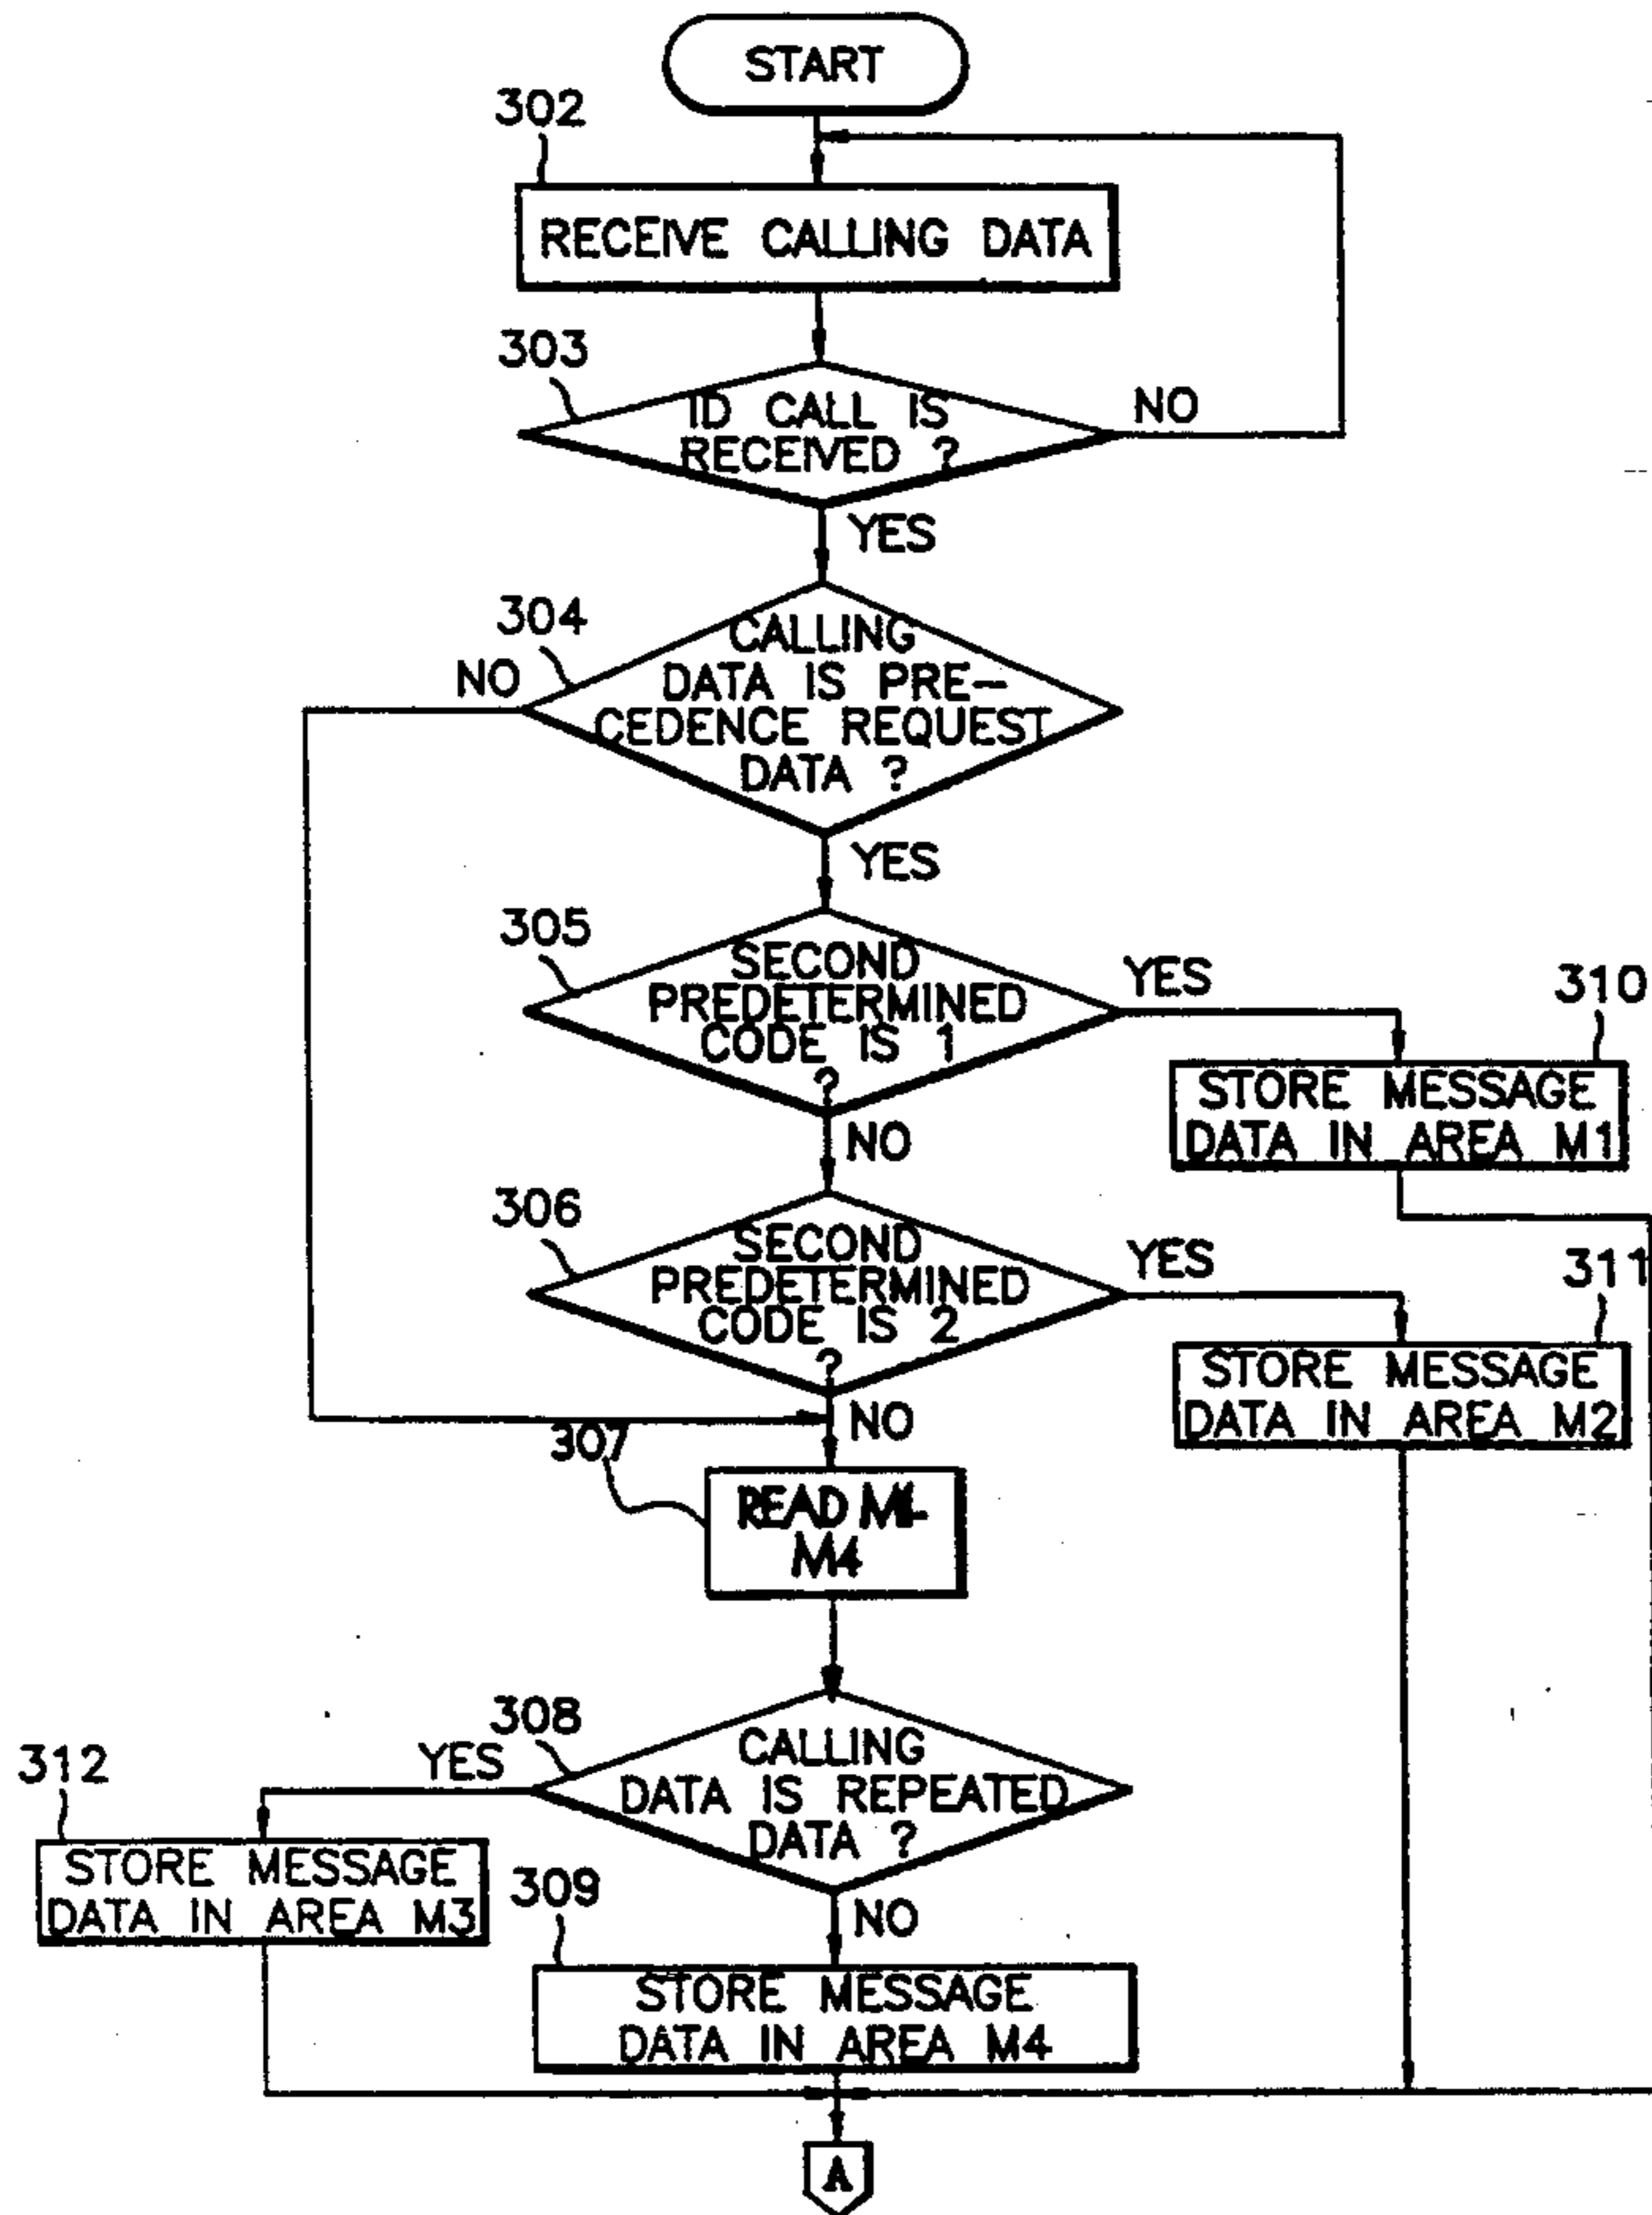 START
302
RECEIVE CALLING DATA
303
ID CALL IS
RECEIVED ?
NO
YES
304
NO
CALLING
DATA IS PRE-
CEDENCE REQUEST
DATA ?
YES
305
SECOND
PREDETERMINED
CODE IS 1
?
YES
310
STORE MESSAGE
DATA IN AREA M1
NO
306
SECOND
PREDETERMINED
CODE IS 2
?
YES
311
STORE MESSAGE
DATA IN AREA M2
NO
307
READ M1-
M4
308
CALLING
DATA IS REPEATED
DATA ?
YES
312
STORE MESSAGE
DATA IN AREA M3
NO
309
STORE MESSAGE
DATA IN AREA M4
A